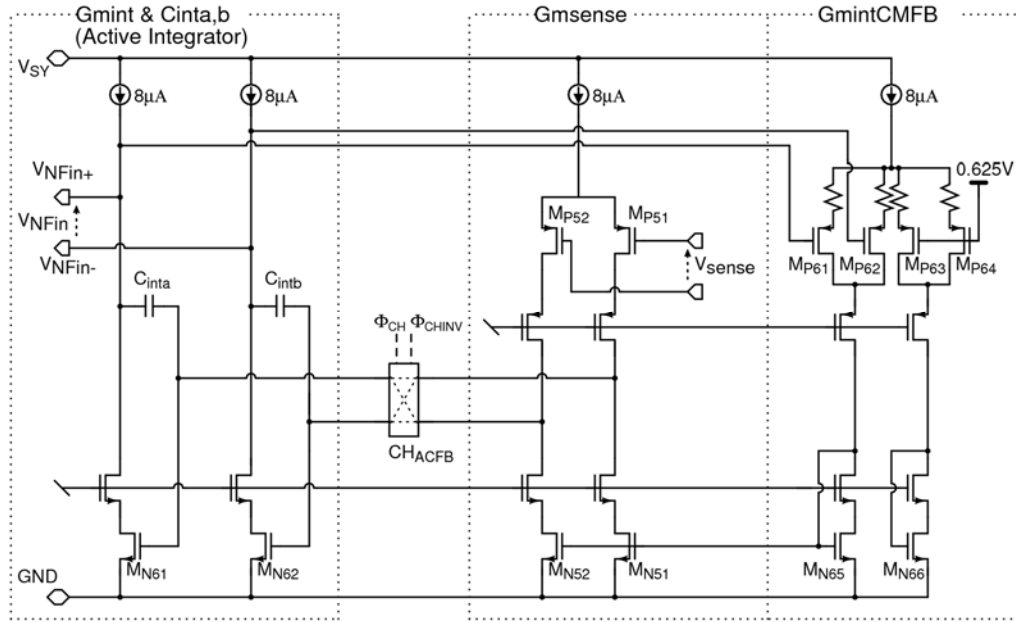 Gmint & Cinta,b
(Active Integrator)
Gmsense
GmintCMFB
VSY
8μA
8μA
8μA
8μA
VNFin+
VNFin
VNFin-
0.625V
MP52
MP51
MP61
MP62
MP63
MP64
Vsense
Cinta
Cintb
ΦCH
ΦCHINV
CHACFB
MN61
MN62
MN52
MN51
MN65
MN66
GND